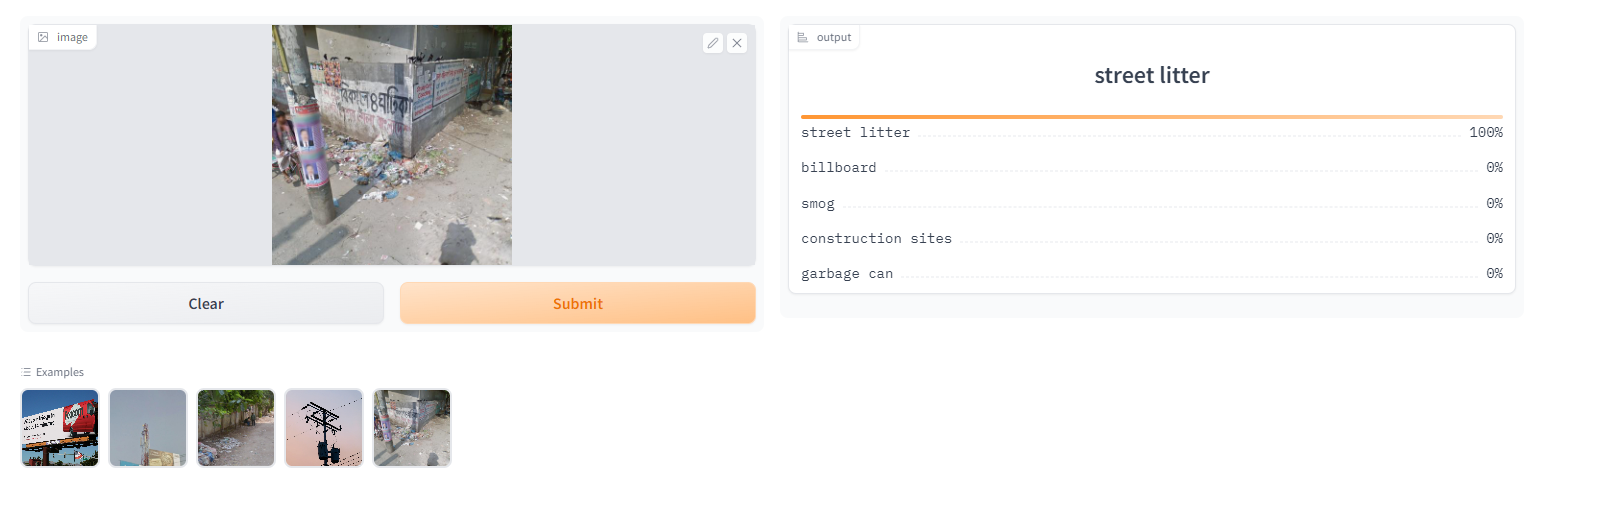 image
output
street litter
street litter 100%
billboard 0%
smog 0%
construction sites 0%
garbage can 0%
Clear
Submit
Examples